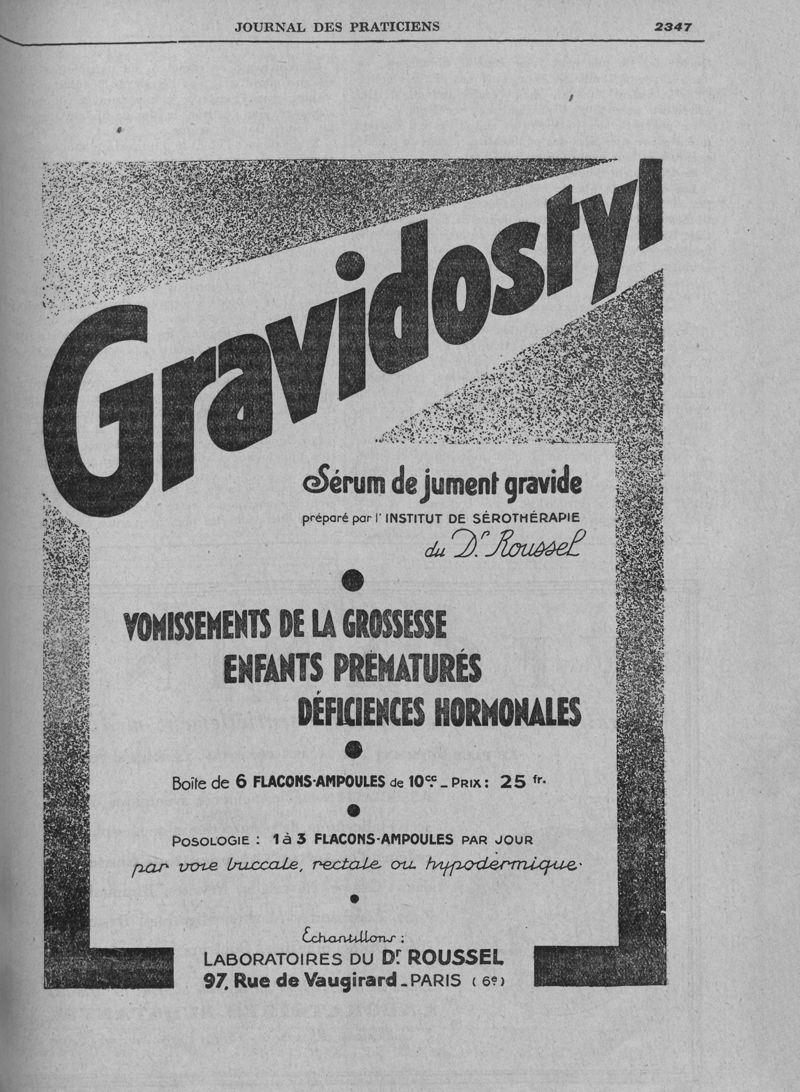 JOURNAL DES PRATICIENS 2347
Gravidostyl
Sérum de jument gravide
préparé par l' INSTITUT DE SÉROTHÉRAPIE
du Dr. Roussel
VOMISSEMENTS DE LA GROSSESSE
ENFANTS PRÉMATURÉS
DÉFICIENCES HORMONALES
Boîte de 6 FLACONS-AMPOULES de 10cc. - PRIX : 25 fr.
POSOLOGIE : 1 à 3 FLACONS-AMPOULES PAR JOUR
par voie buccale, rectale ou hypodermique.
Échantillons :
LABORATOIRES DU Dr ROUSSEL
97, Rue de Vaugirard - PARIS (6e)